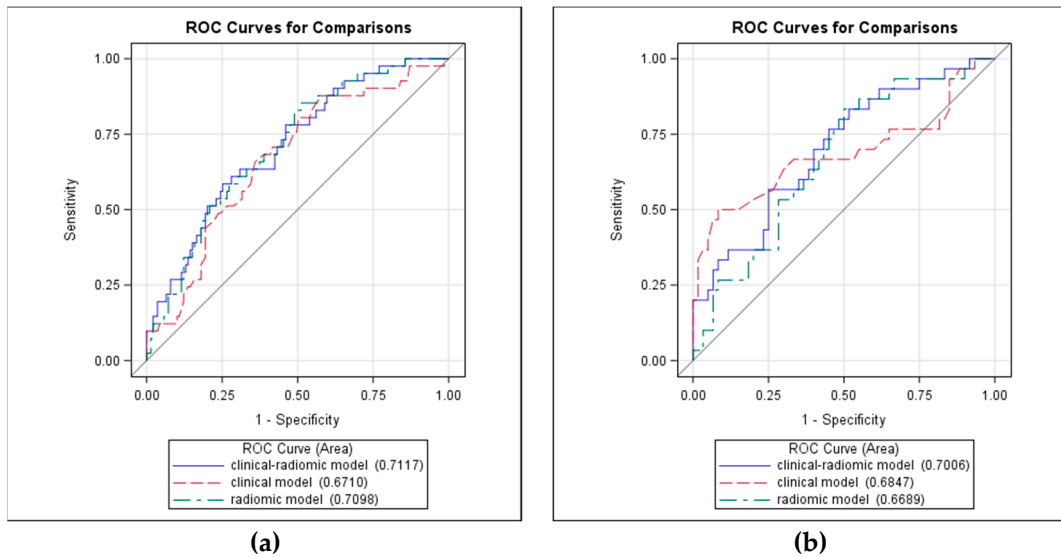 ROC Curves for Comparisons
1.00
0.75
0.50
0.25
0.00
Sensitivity
0.00 0.25 0.50 0.75 1.00
1 - Specificity
ROC Curve (Area)
clinical-radiomic model (0.7117)
clinical model (0.6710)
radiomic model (0.7098)
(a)
ROC Curves for Comparisons
1.00
0.75
0.50
0.25
0.00
Sensitivity
0.00 0.25 0.50 0.75 1.00
1 - Specificity
ROC Curve (Area)
clinical-radiomic model (0.7006)
clinical model (0.6847)
radiomic model (0.6689)
(b)